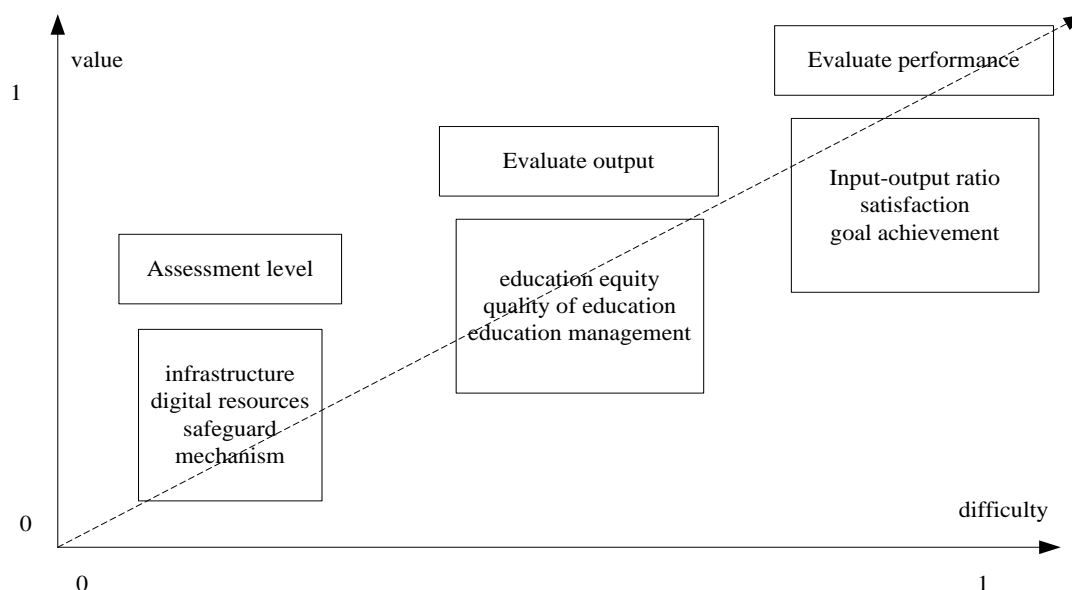 value
1
Evaluate performance
Input-output ratio
satisfaction
goal achievement
Evaluate output
education equity
quality of education
education management
Assessment level
infrastructure
digital resources
safeguard
mechanism
0
difficulty
0
1